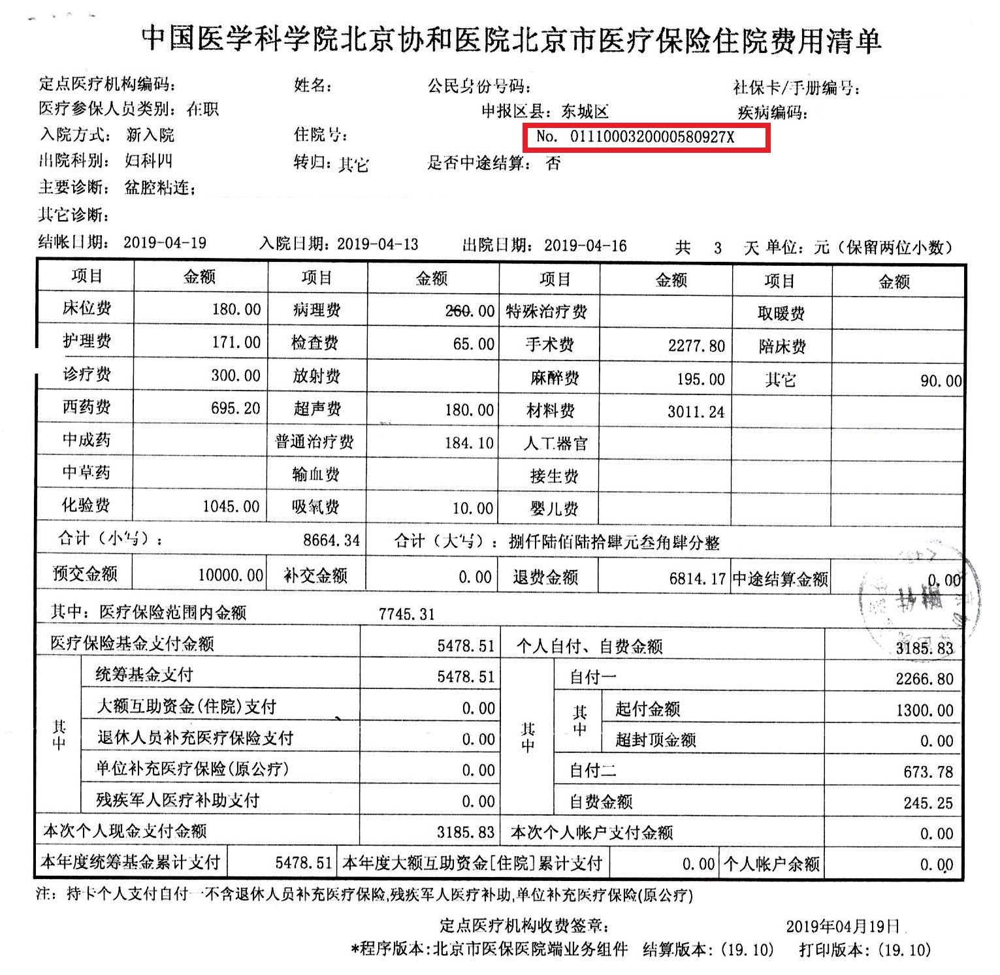 中国医学科学院北京协和医院北京市医疗保险住院费用清单
定点医疗机构编码： 姓名： 公民身份号码： 社保卡/手册编号：
医疗参保人员类别：在职 申报区县：东城区 疾病编码：
入院方式：新入院 住院号： No. 0111000320000580927X
出院科别：妇科四 转归：其它 是否中途结算：否
主要诊断：盆腔粘连；
其它诊断：
结帐日期：2019-04-19 入院日期：2019-04-13 出院日期：2019-04-16 共 3 天 单位：元（保留两位小数）
项目 金额 项目 金额 项目 金额 项目 金额
床位费 180.00 病理费 260.00 特殊治疗费 取暖费
护理费 171.00 检查费 65.00 手术费 2277.80 陪床费
诊疗费 300.00 放射费 麻醉费 195.00 其它 90.00
西药费 695.20 超声费 180.00 材料费 3011.24
中成药 普通治疗费 184.10 人工器官
中草药 输血费 接生费
化验费 1045.00 吸氧费 10.00 婴儿费
合计（小写）： 8664.34 合计（大写）：捌仟陆佰陆拾肆元叁角肆分整
预交金额 10000.00 补交金额 0.00 退费金额 6814.17 中途结算金额 0.00
其中：医疗保险范围内金额 7745.31
医疗保险基金支付金额 5478.51 个人自付、自费金额 3185.83
其中 统筹基金支付 5478.51 其中 自付一 2266.80
大额互助资金(住院)支付 0.00 其中 起付金额 1300.00
退休人员补充医疗保险支付 0.00 超封顶金额 0.00
单位补充医疗保险(原公疗) 0.00 自付二 673.78
残疾军人医疗补助支付 0.00 自费金额 245.25
本次个人现金支付金额 3185.83 本次个人帐户支付金额 0.00
本年度统筹基金累计支付 5478.51 本年度大额互助资金[住院]累计支付 0.00 个人帐户余额 0.00
注：持卡个人支付自付一不含退休人员补充医疗保险,残疾军人医疗补助,单位补充医疗保险(原公疗)
定点医疗机构收费签章： 2019年04月19日
*程序版本:北京市医保医院端业务组件 结算版本:(19.10) 打印版本:(19.10)